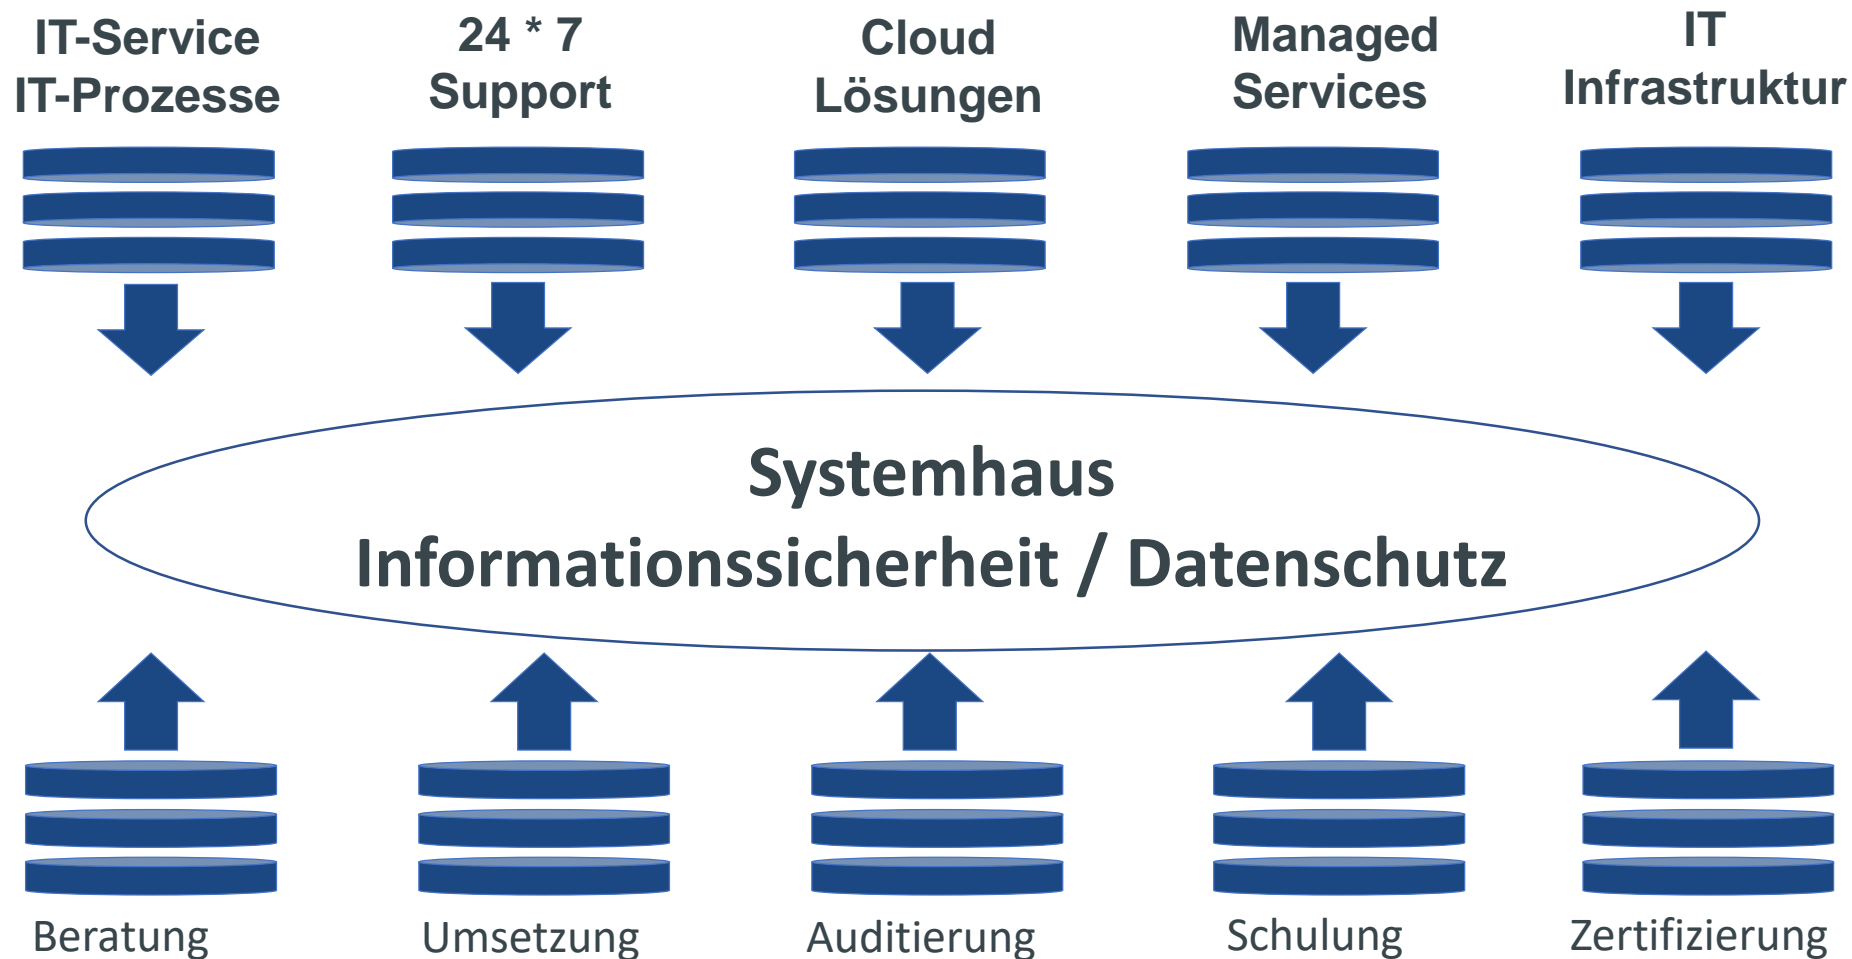 IT-Service
IT-Prozesse
24 * 7
Support
Cloud
Lösungen
Managed
Services
IT
Infrastruktur
Systemhaus
Informationssicherheit / Datenschutz
Beratung
Umsetzung
Auditierung
Schulung
Zertifizierung